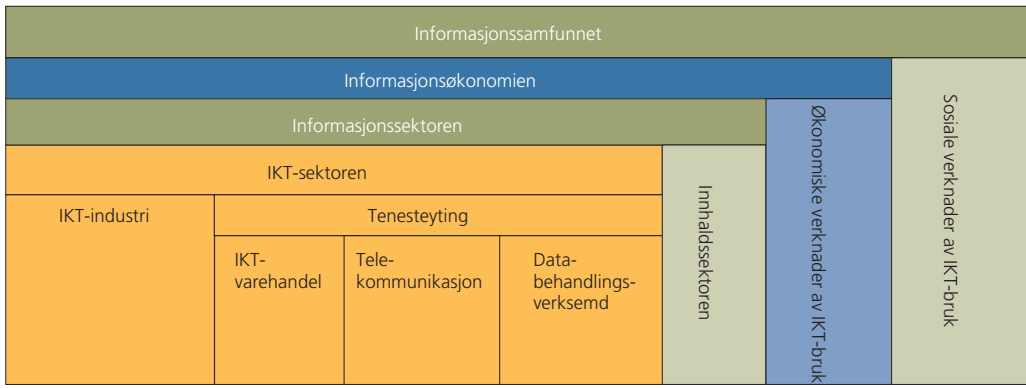 Informasjonssamfunnet
Informasjonsøkonomien
Informasjonssektoren
IKT-sektoren
IKT-industri
Tenesteyting
IKT-
varehandel
Tele-
kommunikasjon
Data-
behandlings-
verksemd
Innhaldssektoren
Økonomiske verknader av IKT-bruk
Sosiale verknader av IKT-bruk